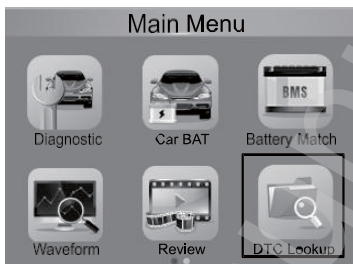 Main Menu
BMS
Diagnostic Car BAT Battery Match
Waveform Review DTC Lookup